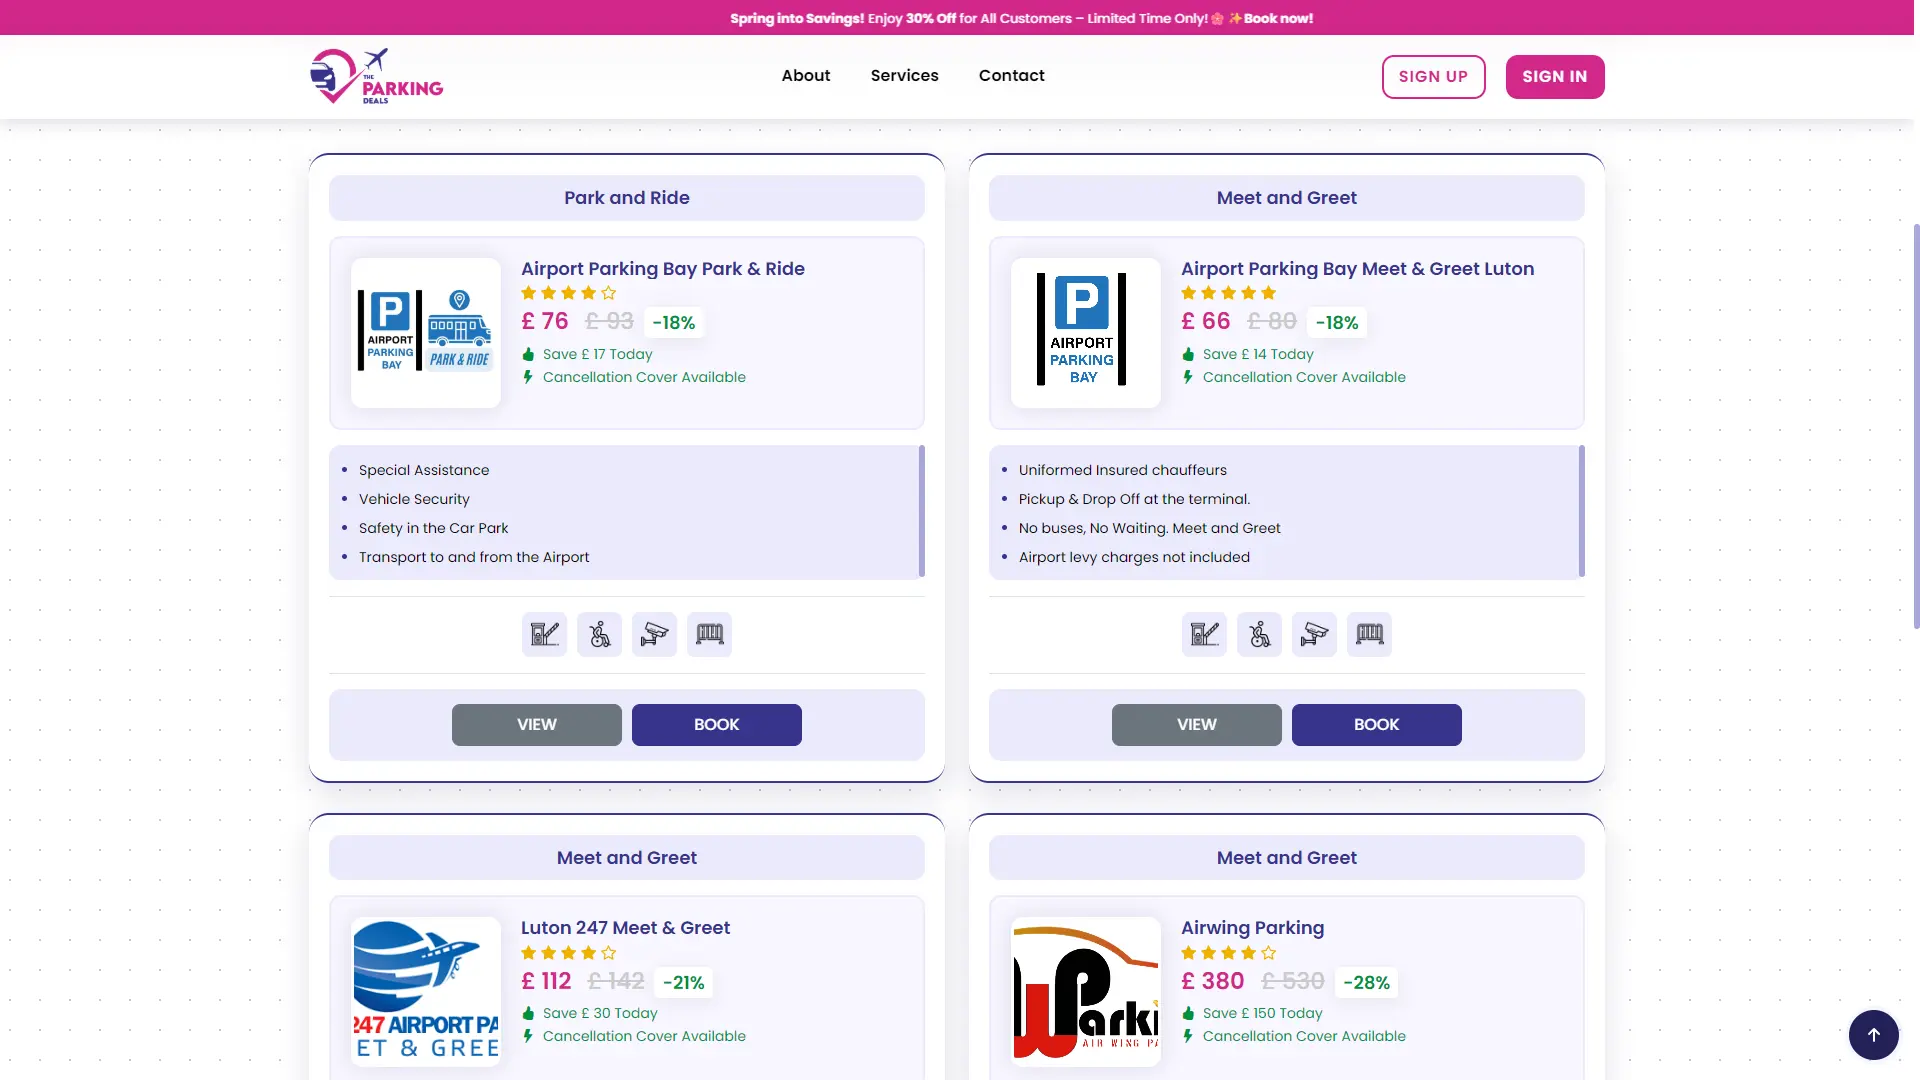 Spring into Savings! Enjoy 30% Off for All Customers – Limited Time Only! 🌸 ✨ Book now!
THE
PARKING
DEALS
About
Services
Contact
SIGN UP
SIGN IN
Park and Ride
P
AIRPORT
PARKING
BAY
PARK & RIDE
Airport Parking Bay Park & Ride
£ 76 £ 93 -18%
Save £ 17 Today
Cancellation Cover Available
• Special Assistance
• Vehicle Security
• Safety in the Car Park
• Transport to and from the Airport
VIEW
BOOK
Meet and Greet
P
AIRPORT
PARKING
BAY
Airport Parking Bay Meet & Greet Luton
£ 66 £ 80 -18%
Save £ 14 Today
Cancellation Cover Available
• Uniformed Insured chauffeurs
• Pickup & Drop Off at the terminal.
• No buses, No Waiting. Meet and Greet
• Airport levy charges not included
VIEW
BOOK
Meet and Greet
247 AIRPORT PA
ET & GREE
Luton 247 Meet & Greet
£ 112 £ 142 -21%
Save £ 30 Today
Cancellation Cover Available
Meet and Greet
Parki
AIR WING PA
Airwing Parking
£ 380 £ 530 -28%
Save £ 150 Today
Cancellation Cover Available